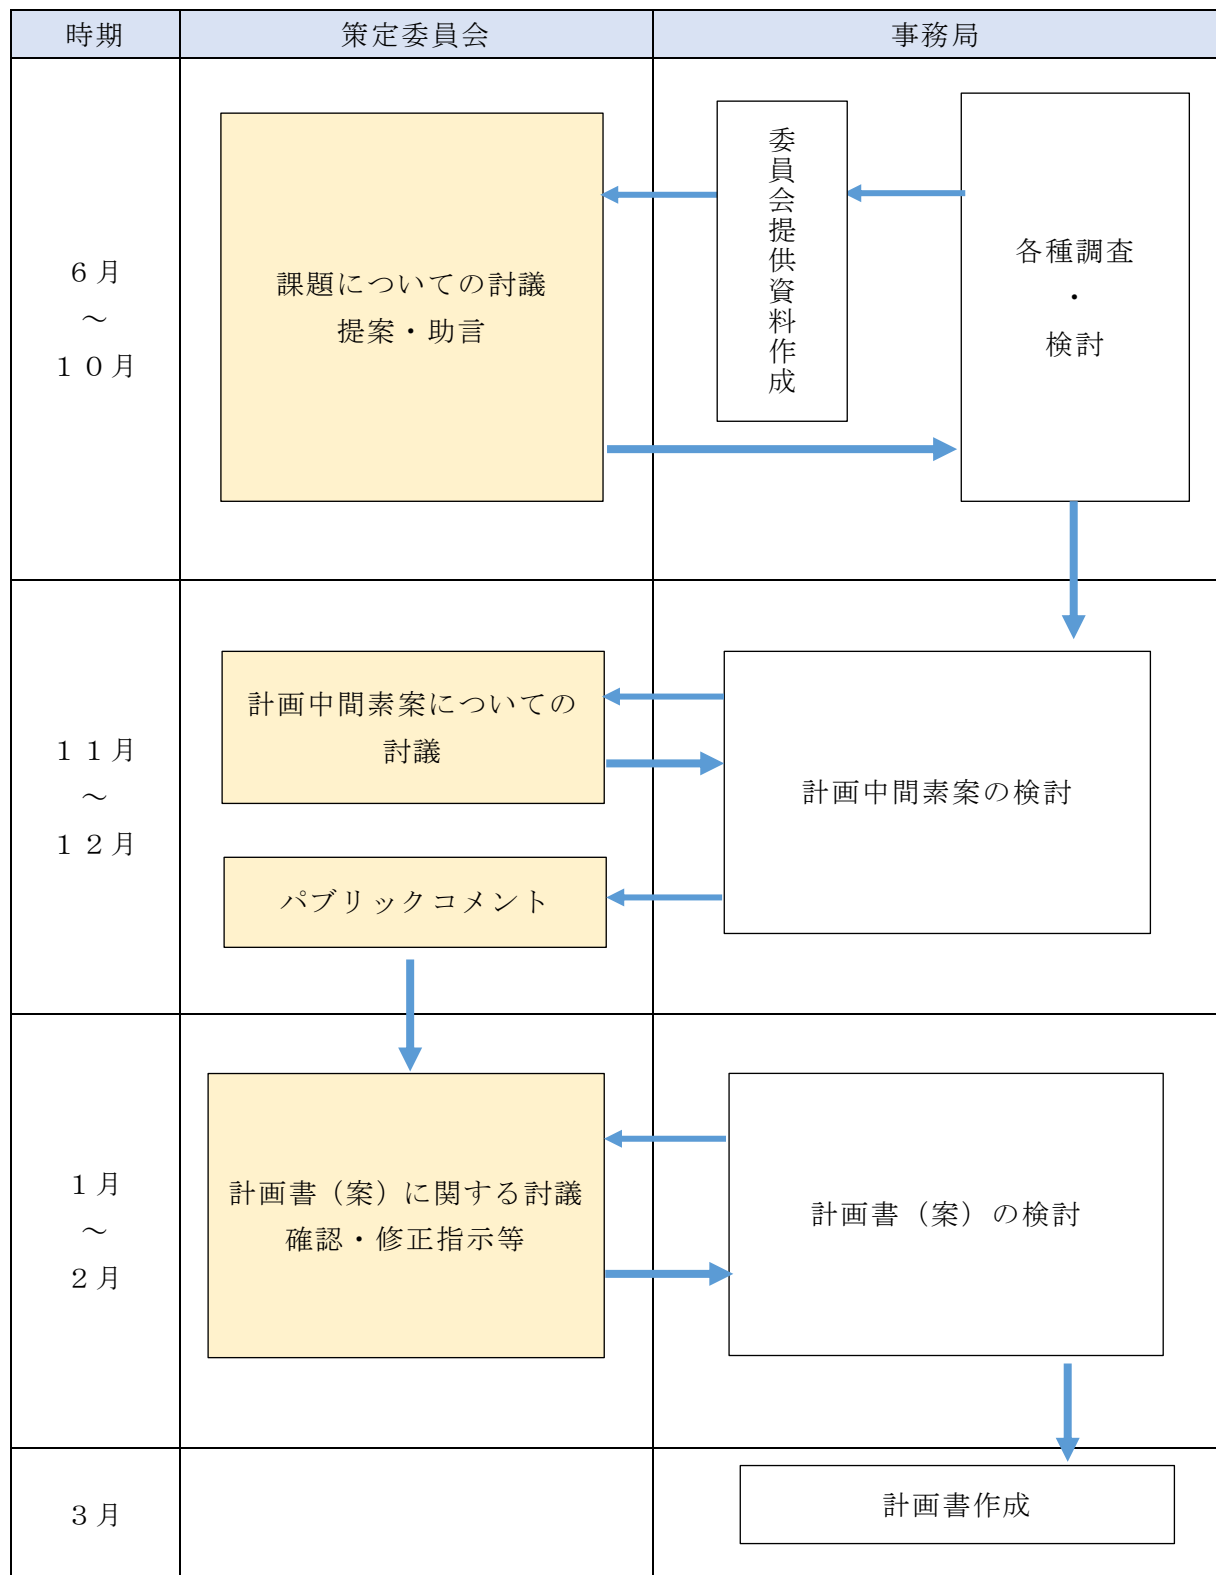 時期
策定委員会
事務局
６月
～
１０月
課題についての討議
提案・助言
委員会提供資料作成
各種調査
・
検討
１１月
～
１２月
計画中間素案についての
討議
計画中間素案の検討
パブリックコメント
１月
～
２月
計画書（案）に関する討議
確認・修正指示等
計画書（案）の検討
３月
計画書作成